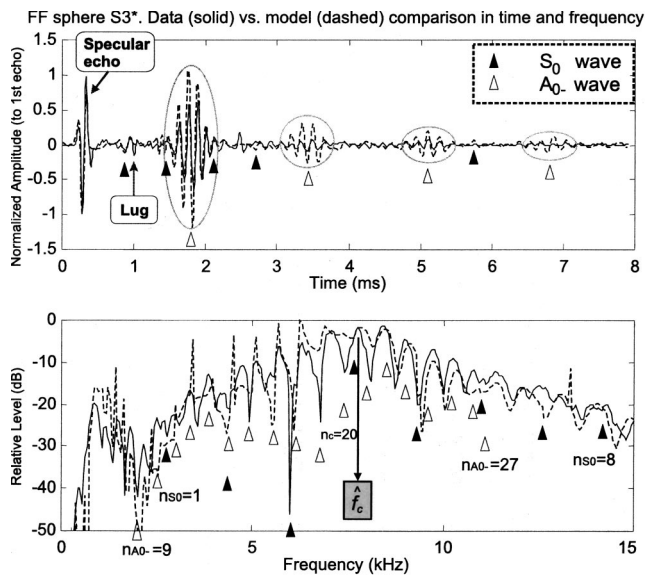 FF sphere S3*. Data (solid) vs. model (dashed) comparison in time and frequency
Normalized Amplitude (to 1st echo)
1.5
1
0.5
0
-0.5
-1
-1.5
Specular
echo
Lug
S0 wave
A0- wave
0 1 2 3 4 5 6 7 8
Time (ms)
Relative Level (dB)
0
-10
-20
-30
-40
-50
nS0=1
nA0- =9
nc=20
f̂c
nA0- =27
nS0=8
0 5 10 15
Frequency (kHz)